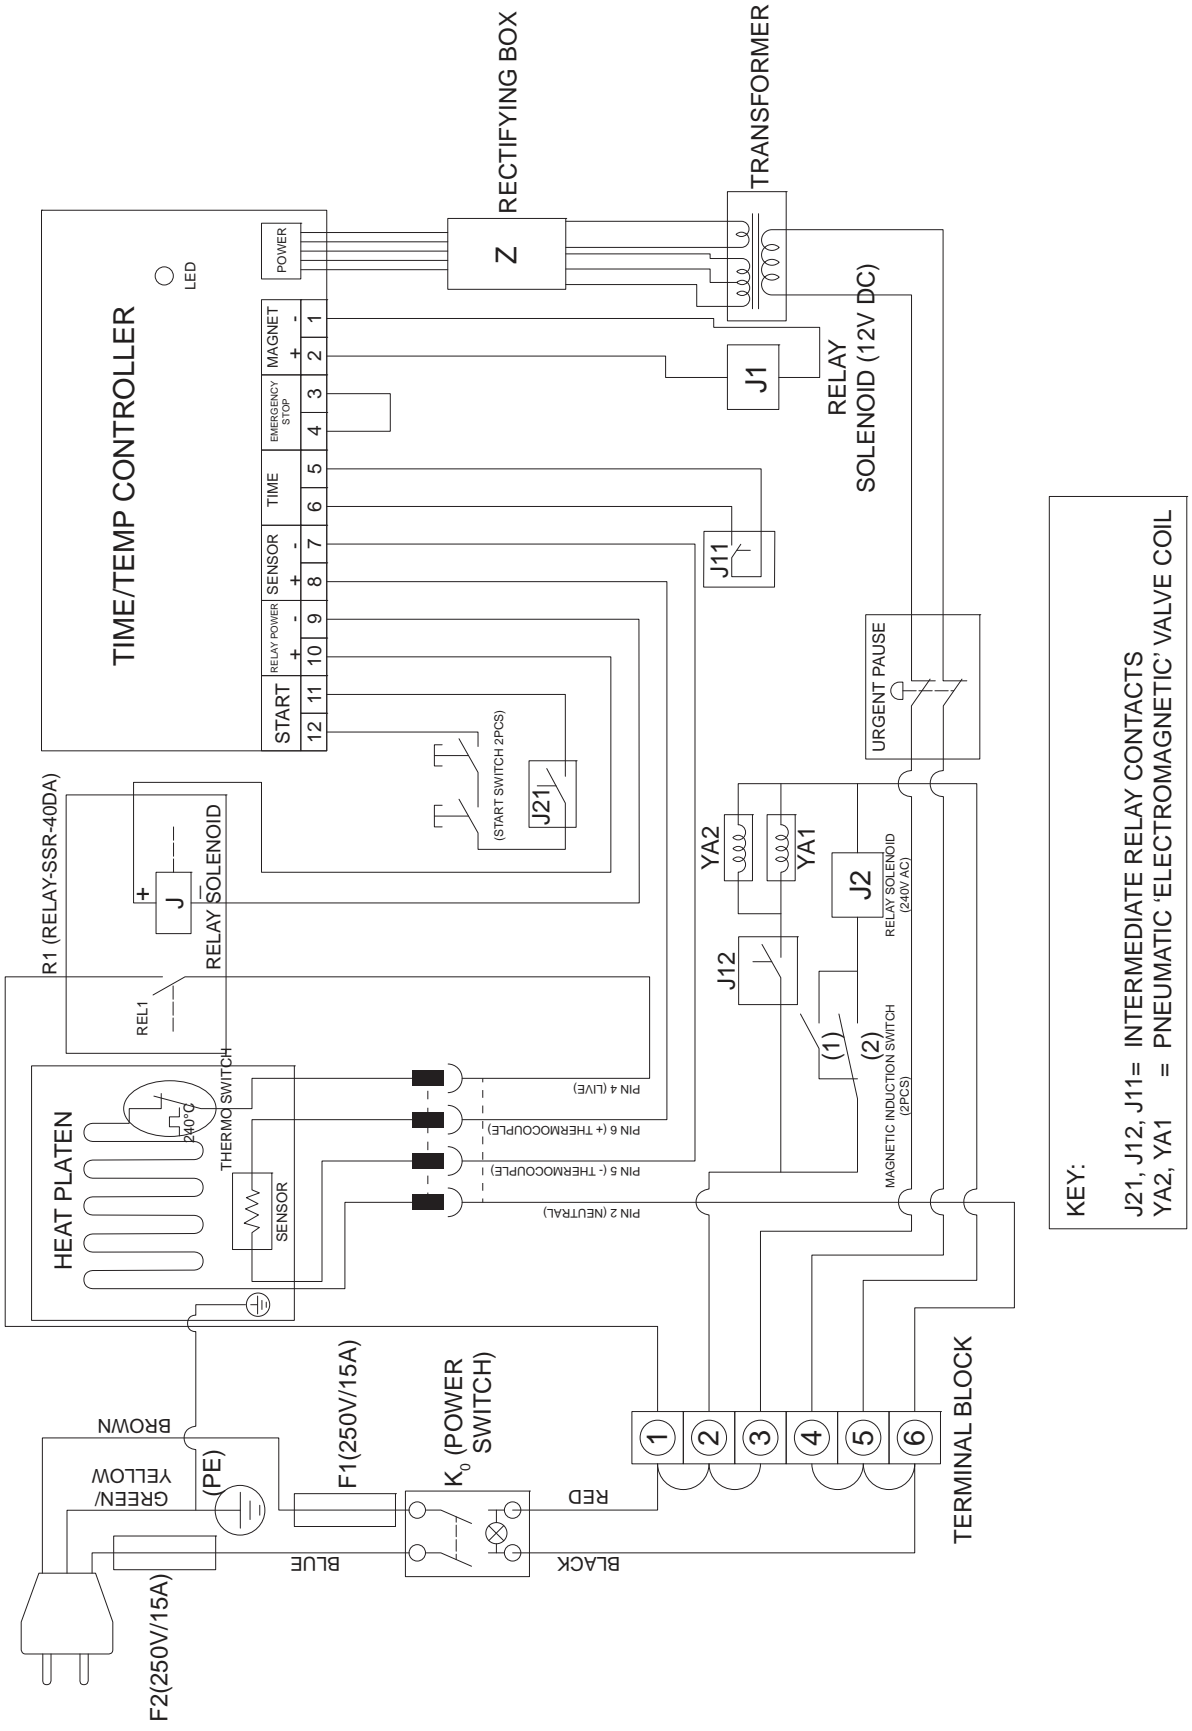 TIME/TEMP CONTROLLER
LED
START
RELAY POWER
SENSOR
TIME
EMERGENCY
STOP
MAGNET
POWER
+
-
+
-
+
-
12
11
10
9
8
7
6
5
4
3
2
1
RECTIFYING BOX
Z
TRANSFORMER
J1
RELAY
SOLENOID (12V DC)
J11
(START SWITCH 2PCS)
J21
R1 (RELAY-SSR-40DA)
+
J
–
RELAY SOLENOID
REL1
HEAT PLATEN
240°C
THERMO SWITCH
SENSOR
PIN 4 (LIVE)
PIN 6 (+ THERMOCOUPLE)
PIN 5 (- THERMOCOUPLE)
PIN 2 (NEUTRAL)
YA2
YA1
J12
J2
RELAY SOLENOID
(240V AC)
(1)
(2)
MAGNETIC INDUCTION SWITCH
(2PCS)
URGENT PAUSE
BROWN
GREEN/
YELLOW
(PE)
F2(250V/15A)
BLUE
F1(250V/15A)
K0 (POWER
SWITCH)
RED
BLACK
1
2
3
4
5
6
TERMINAL BLOCK
KEY:
J21, J12, J11= INTERMEDIATE RELAY CONTACTS
YA2, YA1 = PNEUMATIC 'ELECTROMAGNETIC' VALVE COIL